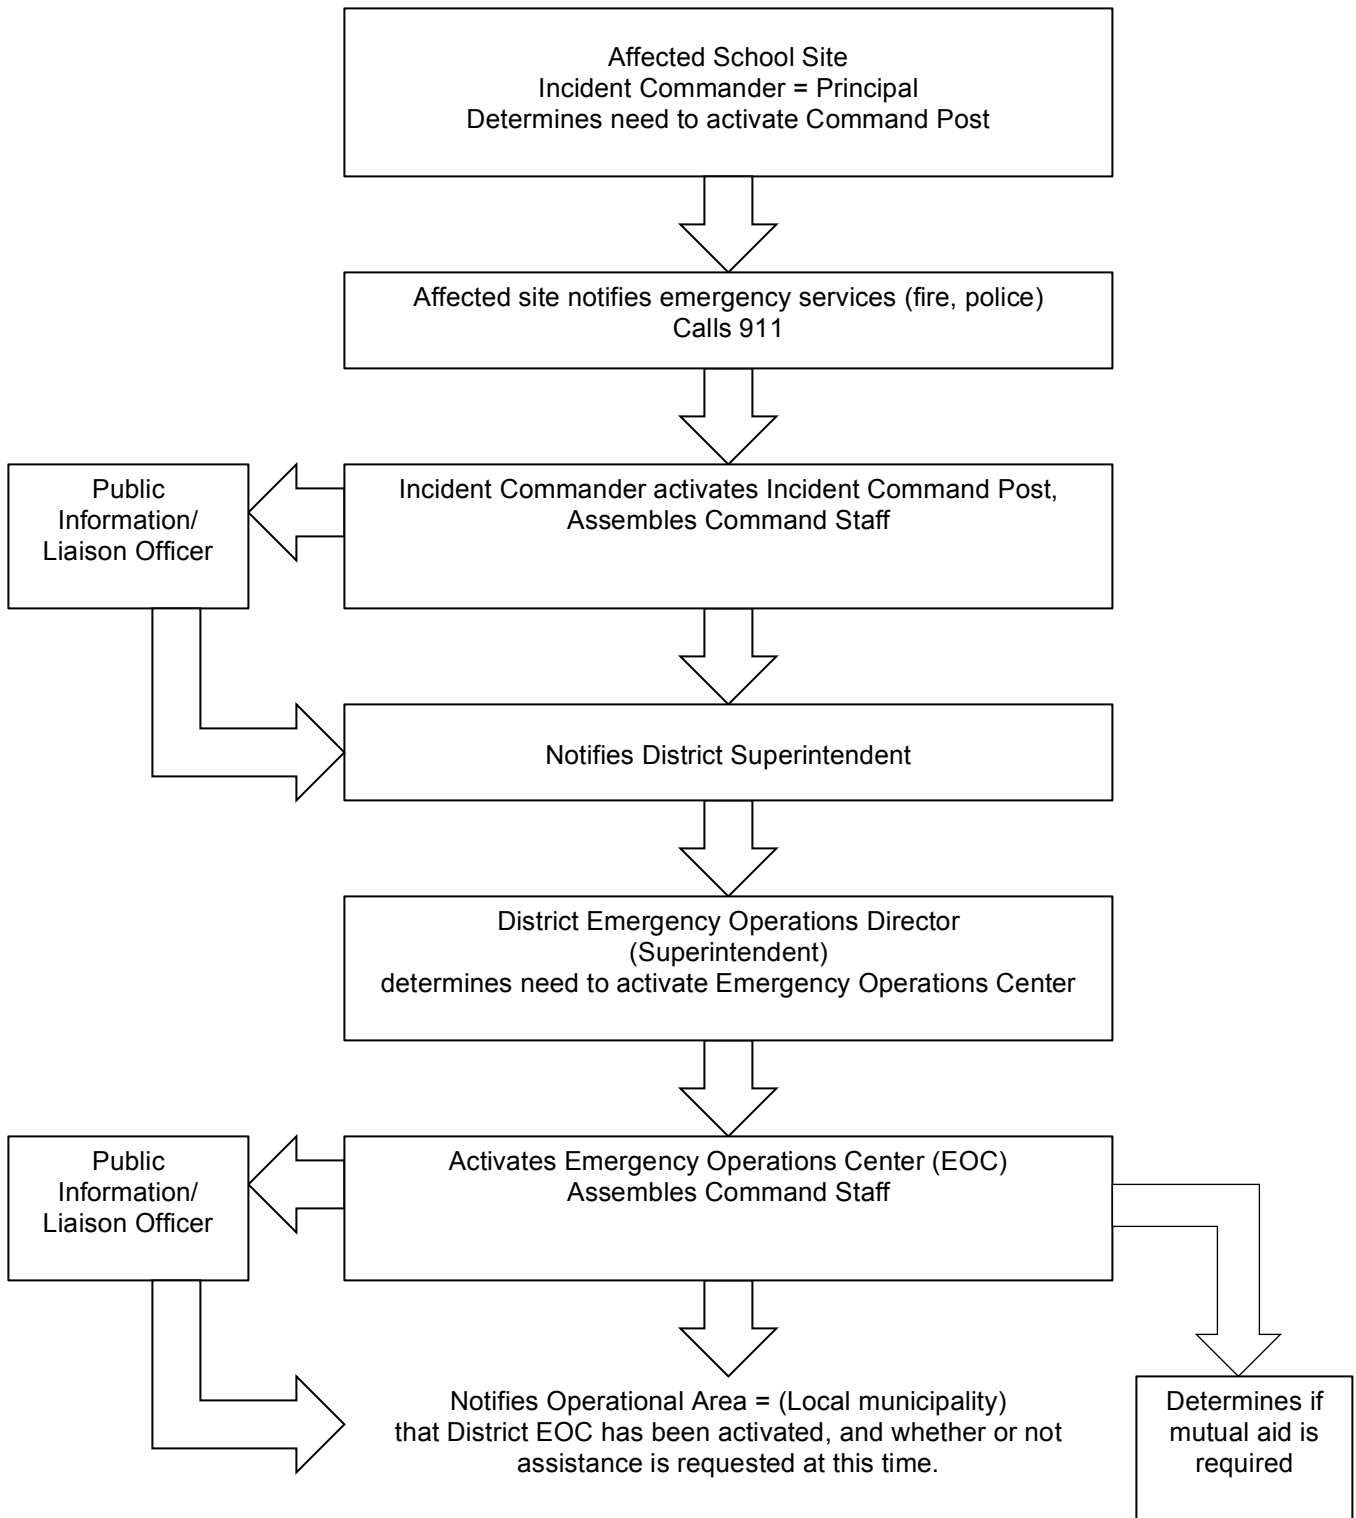 Affected School Site
Incident Commander = Principal
Determines need to activate Command Post
Affected site notifies emergency services (fire, police)
Calls 911
Public
Information/
Liaison Officer
Incident Commander activates Incident Command Post,
Assembles Command Staff
Notifies District Superintendent
District Emergency Operations Director
(Superintendent)
determines need to activate Emergency Operations Center
Public
Information/
Liaison Officer
Activates Emergency Operations Center (EOC)
Assembles Command Staff
Notifies Operational Area = (Local municipality)
that District EOC has been activated, and whether or not
assistance is requested at this time.
Determines if
mutual aid is
required